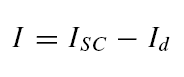 I = I_{SC} − I_d